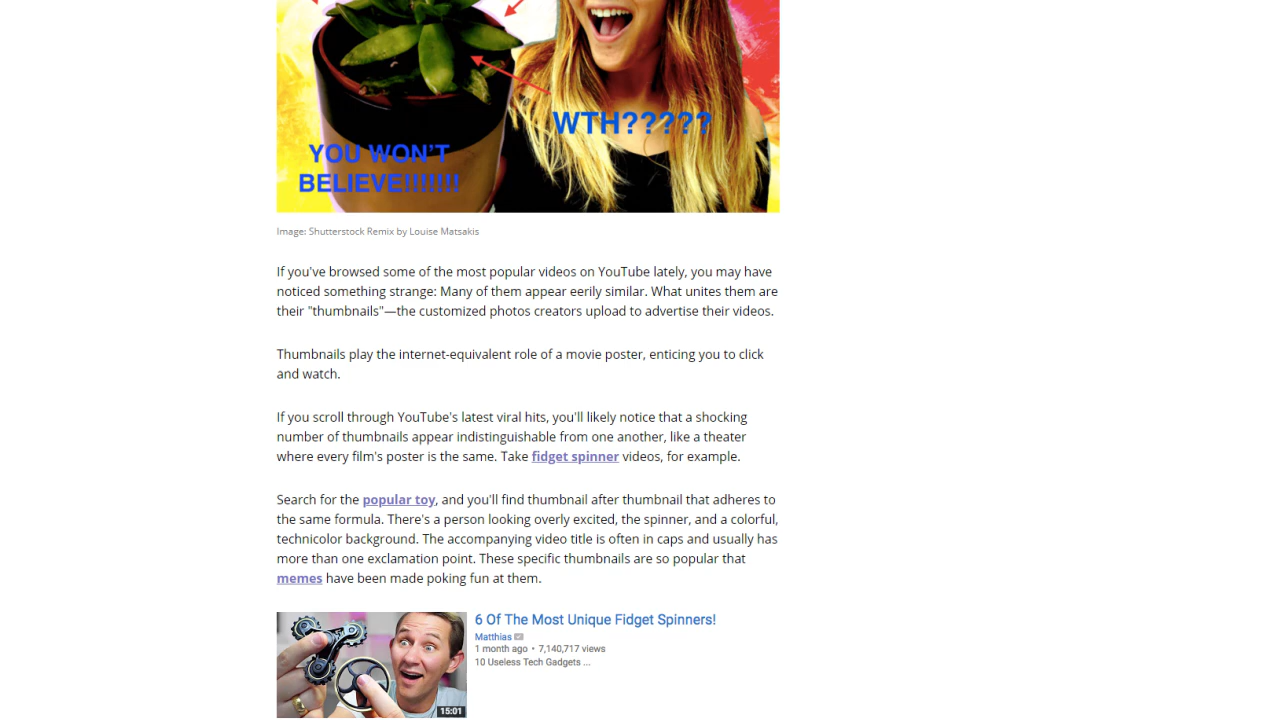 WTH?????
YOU WON'T
BELIEVE!!!!!!!
Image: Shutterstock Remix by Louise Matsakis
If you've browsed some of the most popular videos on YouTube lately, you may have
noticed something strange: Many of them appear eerily similar. What unites them are
their "thumbnails"—the customized photos creators upload to advertise their videos.
Thumbnails play the internet-equivalent role of a movie poster, enticing you to click
and watch.
If you scroll through YouTube's latest viral hits, you'll likely notice that a shocking
number of thumbnails appear indistinguishable from one another, like a theater
where every film's poster is the same. Take fidget spinner videos, for example.
Search for the popular toy, and you'll find thumbnail after thumbnail that adheres to
the same formula. There's a person looking overly excited, the spinner, and a colorful,
technicolor background. The accompanying video title is often in caps and usually has
more than one exclamation point. These specific thumbnails are so popular that
memes have been made poking fun at them.
6 Of The Most Unique Fidget Spinners!
Matthias
1 month ago • 7,140,717 views
10 Useless Tech Gadgets ...
15:01